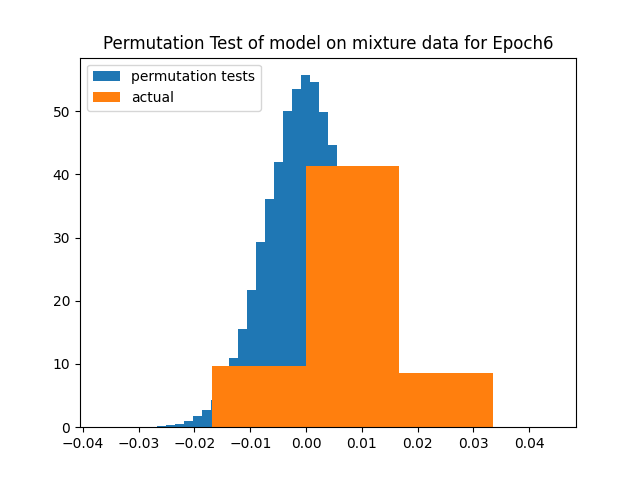 Permutation Test of model on mixture data for Epoch6
permutation tests
actual
50
40
30
20
10
0
−0.04 −0.03 −0.02 −0.01 0.00 0.01 0.02 0.03 0.04